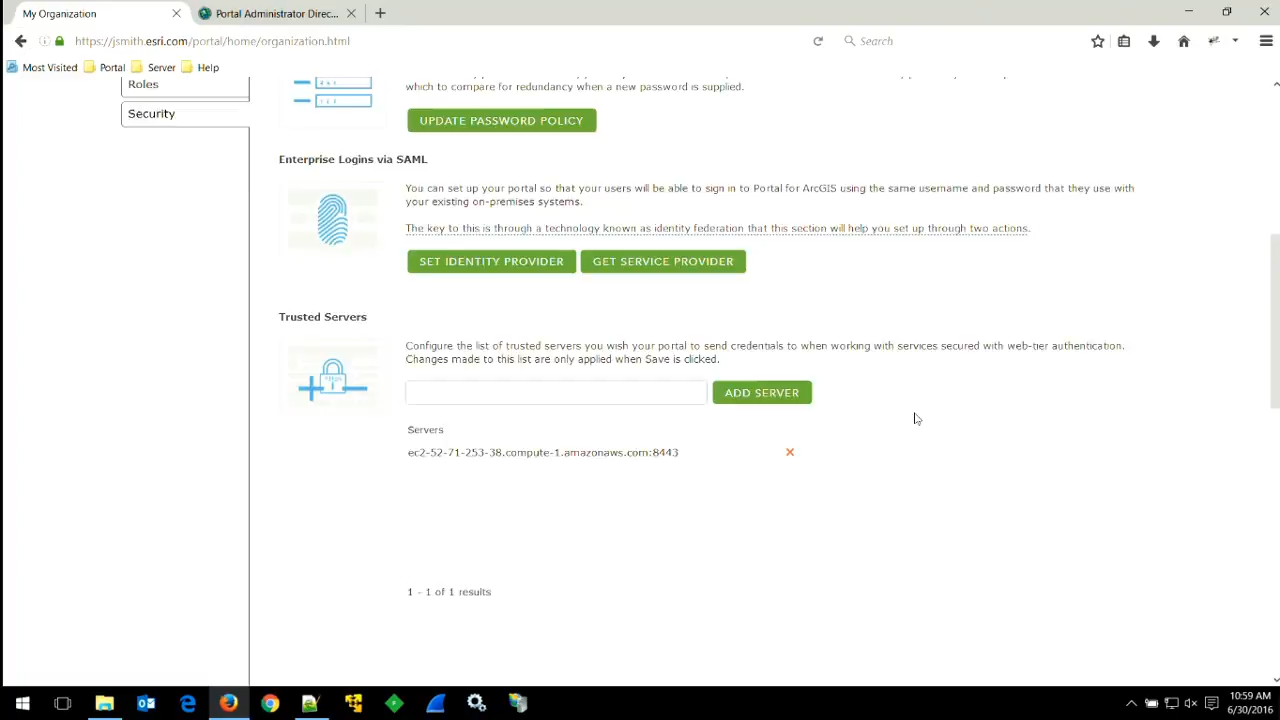 My Organization
Portal Administrator Direc...
https://jsmith.esri.com/portal/home/organization.html
Search
Most Visited
Portal
Server
Help
Roles
Security
which to compare for redundancy when a new password is supplied.
UPDATE PASSWORD POLICY
Enterprise Logins via SAML
You can set up your portal so that your users will be able to sign in to Portal for ArcGIS using the same username and password that they use with
your existing on-premises systems.
The key to this is through a technology known as identity federation that this section will help you set up through two actions.
SET IDENTITY PROVIDER
GET SERVICE PROVIDER
Trusted Servers
Configure the list of trusted servers you wish your portal to send credentials to when working with services secured with web-tier authentication.
Changes made to this list are only applied when Save is clicked.
https
ADD SERVER
Servers
ec2-52-71-253-38.compute-1.amazonaws.com:8443
1 - 1 of 1 results
10:59 AM
6/30/2016